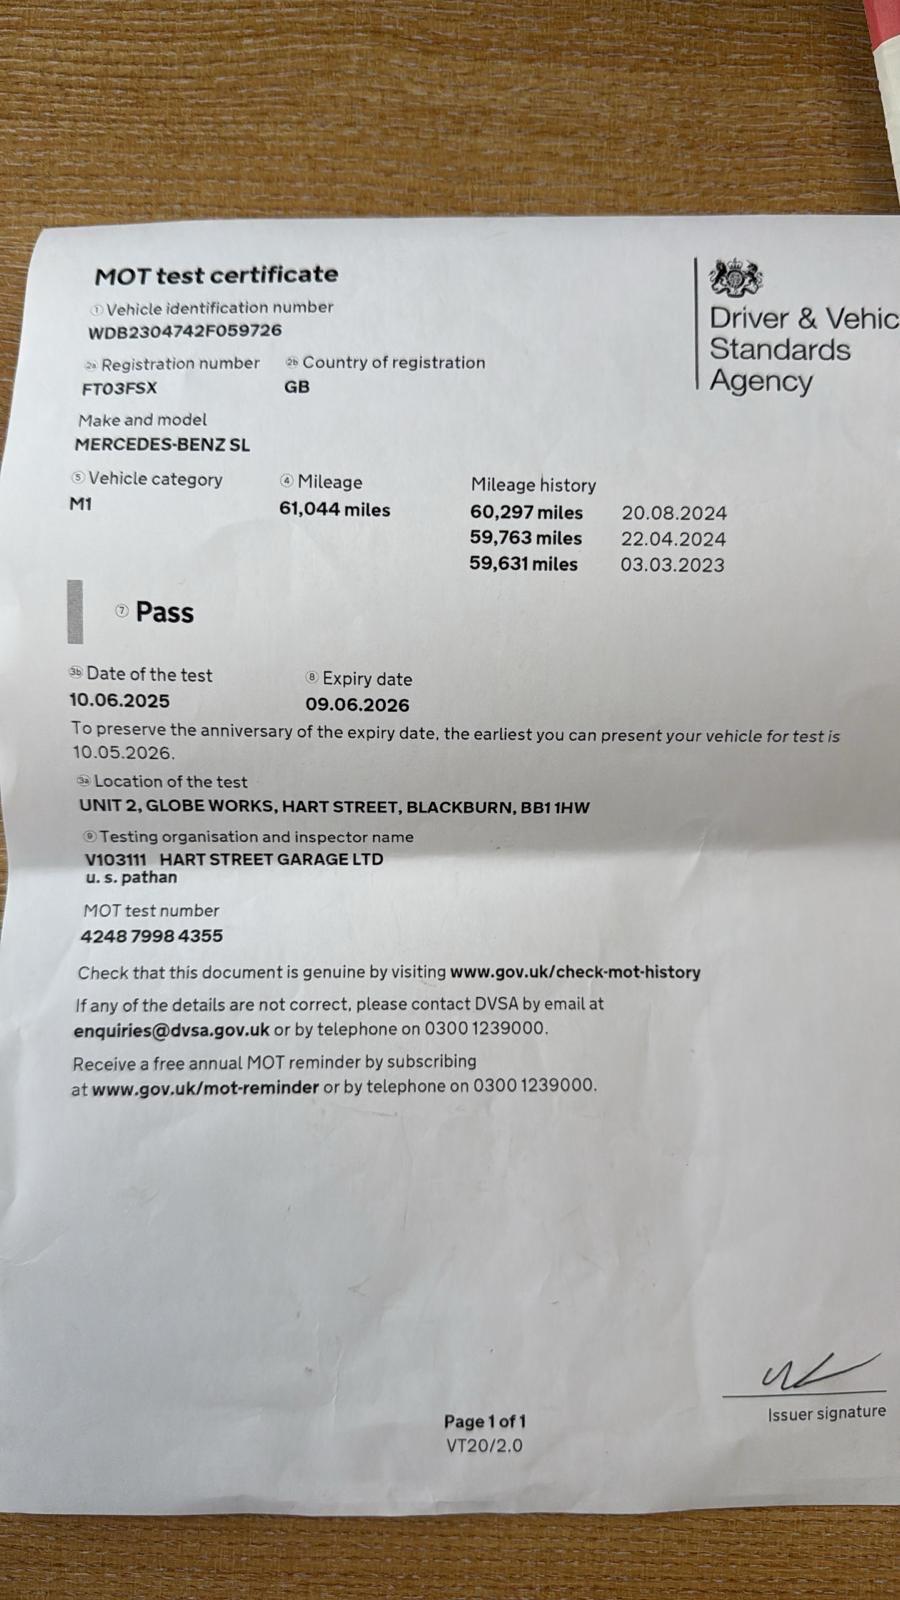 MOT test certificate
① Vehicle identification number
WDB2304742F059726
2a Registration number 2b Country of registration
FT03FSX GB
Make and model
MERCEDES-BENZ SL
⑤ Vehicle category ④ Mileage Mileage history
M1 61,044 miles 60,297 miles 20.08.2024
59,763 miles 22.04.2024
59,631 miles 03.03.2023
⑦ Pass
3b Date of the test ⑧ Expiry date
10.06.2025 09.06.2026
To preserve the anniversary of the expiry date, the earliest you can present your vehicle for test is
10.05.2026.
3a Location of the test
UNIT 2, GLOBE WORKS, HART STREET, BLACKBURN, BB1 1HW
⑨ Testing organisation and inspector name
V103111 HART STREET GARAGE LTD
u. s. pathan
MOT test number
4248 7998 4355
Check that this document is genuine by visiting www.gov.uk/check-mot-history
If any of the details are not correct, please contact DVSA by email at
enquiries@dvsa.gov.uk or by telephone on 0300 1239000.
Receive a free annual MOT reminder by subscribing
at www.gov.uk/mot-reminder or by telephone on 0300 1239000.
Driver & Vehic
Standards
Agency
Issuer signature
Page 1 of 1
VT20/2.0